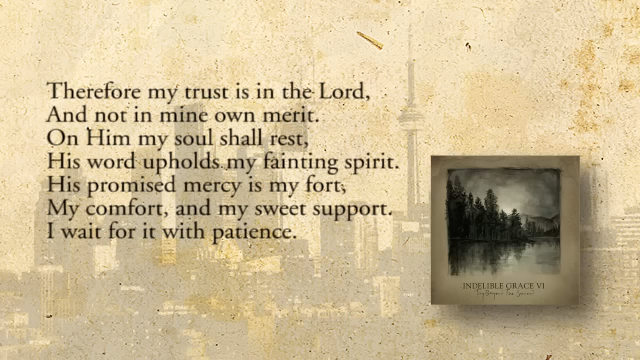 Therefore my trust is in the Lord,
And not in mine own merit.
On Him my soul shall rest,
His word upholds my fainting spirit.
His promised mercy is my fort,
My comfort, and my sweet support.
I wait for it with patience.
INDELIBLE GRACE VI